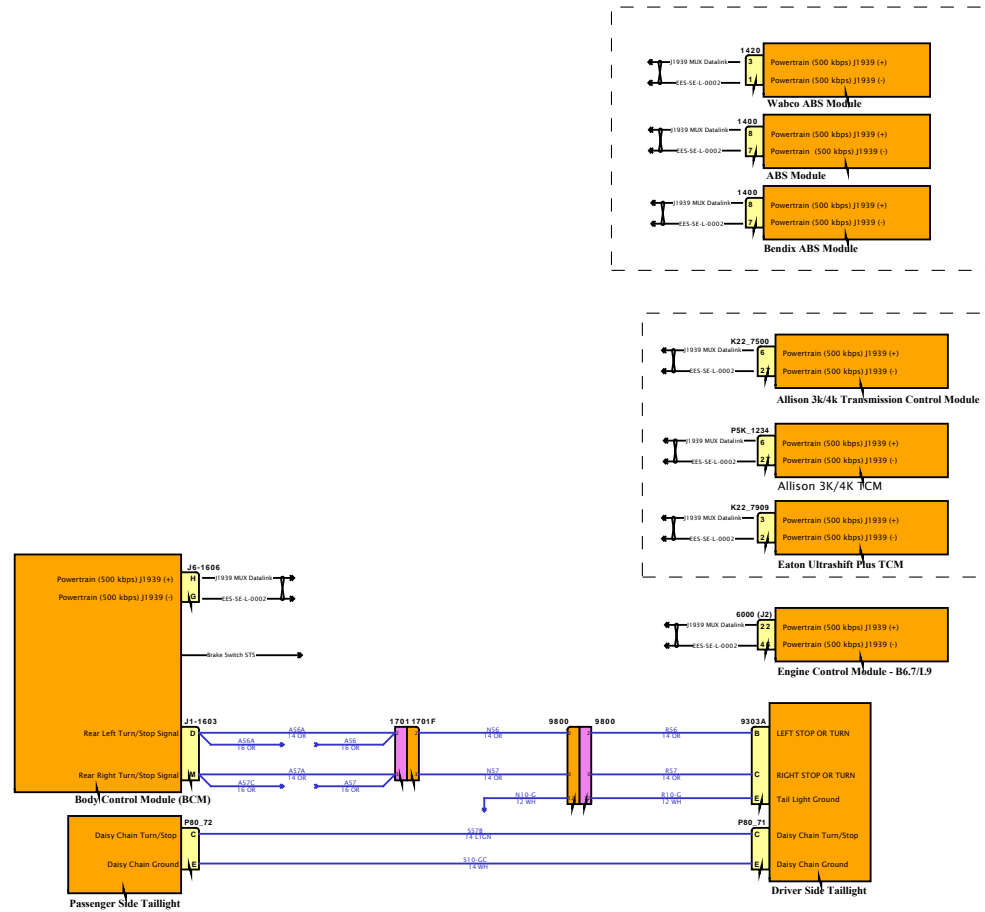 1420
J1939 MUX Datalink
EES-SE-L-0002
3
1
Powertrain (500 kbps) J1939 (+)
Powertrain (500 kbps) J1939 (-)
Wabco ABS Module
1400
J1939 MUX Datalink
EES-SE-L-0002
8
7
Powertrain (500 kbps) J1939 (+)
Powertrain (500 kbps) J1939 (-)
ABS Module
1400
J1939 MUX Datalink
EES-SE-L-0002
8
7
Powertrain (500 kbps) J1939 (+)
Powertrain (500 kbps) J1939 (-)
Bendix ABS Module
K22_7500
J1939 MUX Datalink
EES-SE-L-0002
6
Powertrain (500 kbps) J1939 (+)
Powertrain (500 kbps) J1939 (-)
Allison 3k/4k Transmission Control Module
P5K_1234
J1939 MUX Datalink
EES-SE-L-0002
6
Powertrain (500 kbps) J1939 (+)
Powertrain (500 kbps) J1939 (-)
Allison 3K/4K TCM
K22_7909
J1939 MUX Datalink
EES-SE-L-0002
3
2
Powertrain (500 kbps) J1939 (+)
Powertrain (500 kbps) J1939 (-)
Eaton Ultrashift Plus TCM
6000 (J2)
J1939 MUX Datalink
EES-SE-L-0002
22
Powertrain (500 kbps) J1939 (+)
Powertrain (500 kbps) J1939 (-)
Engine Control Module - B6.7/L9
J6-1606
Powertrain (500 kbps) J1939 (+)
H
J1939 MUX Datalink
Powertrain (500 kbps) J1939 (-)
G
EES-SE-L-0002
Brake Switch STS
J1-1603
1701
1701F
9800
9800
9303A
Rear Left Turn/Stop Signal
D
A56A
14 OR
A56A
16 OR
A56
16 OR
N56
14 OR
R56
14 OR
B
LEFT STOP OR TURN
Rear Right Turn/Stop Signal
M
A57A
14 OR
A57C
16 OR
A57
16 OR
N57
14 OR
R57
14 OR
C
RIGHT STOP OR TURN
N10-G
12 WH
R10-G
12 WH
E
Tail Light Ground
Body Control Module (BCM)
P80_72
P80_71
Daisy Chain Turn/Stop
C
S57B
14 LTGN
C
Daisy Chain Turn/Stop
Daisy Chain Ground
E
S10-GC
14 WH
E
Daisy Chain Ground
Passenger Side Taillight
Driver Side Taillight